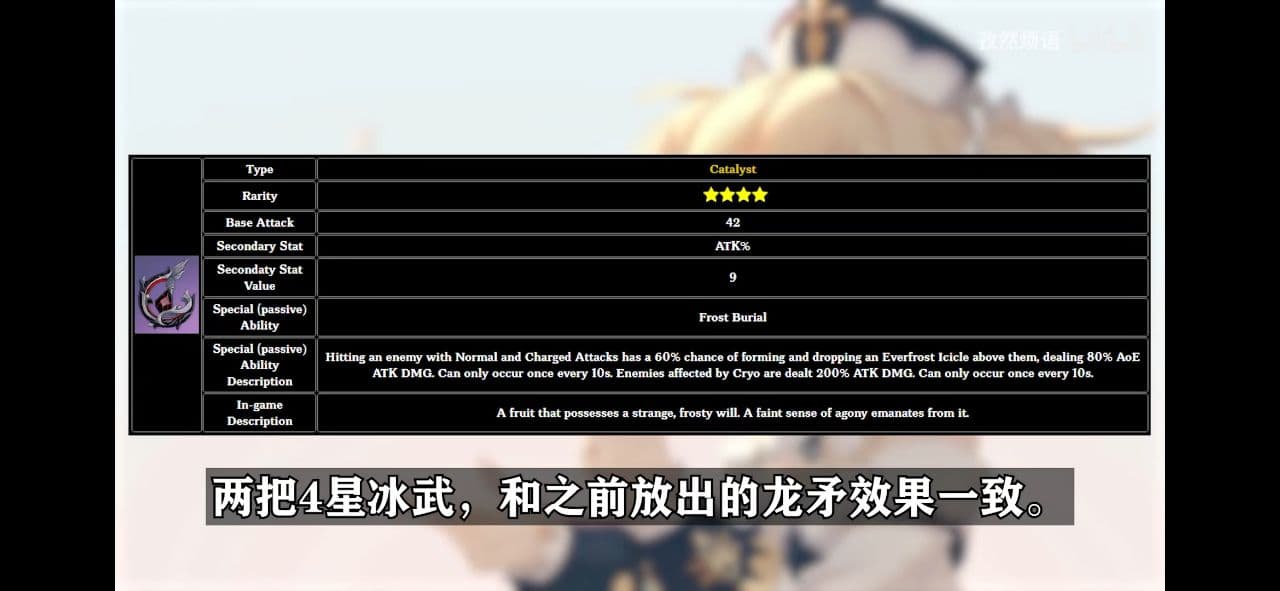 孜然烦语
Type
Catalyst
Rarity
Base Attack
42
Secondary Stat
ATK%
Secondaty Stat
Value
9
Special (passive)
Ability
Frost Burial
Special (passive)
Ability
Description
Hitting an enemy with Normal and Charged Attacks has a 60% chance of forming and dropping an Everfrost Icicle above them, dealing 80% AoE
ATK DMG. Can only occur once every 10s. Enemies affected by Cryo are dealt 200% ATK DMG. Can only occur once every 10s.
In-game
Description
A fruit that possesses a strange, frosty will. A faint sense of agony emanates from it.
两把4星冰武，和之前放出的龙矛效果一致。